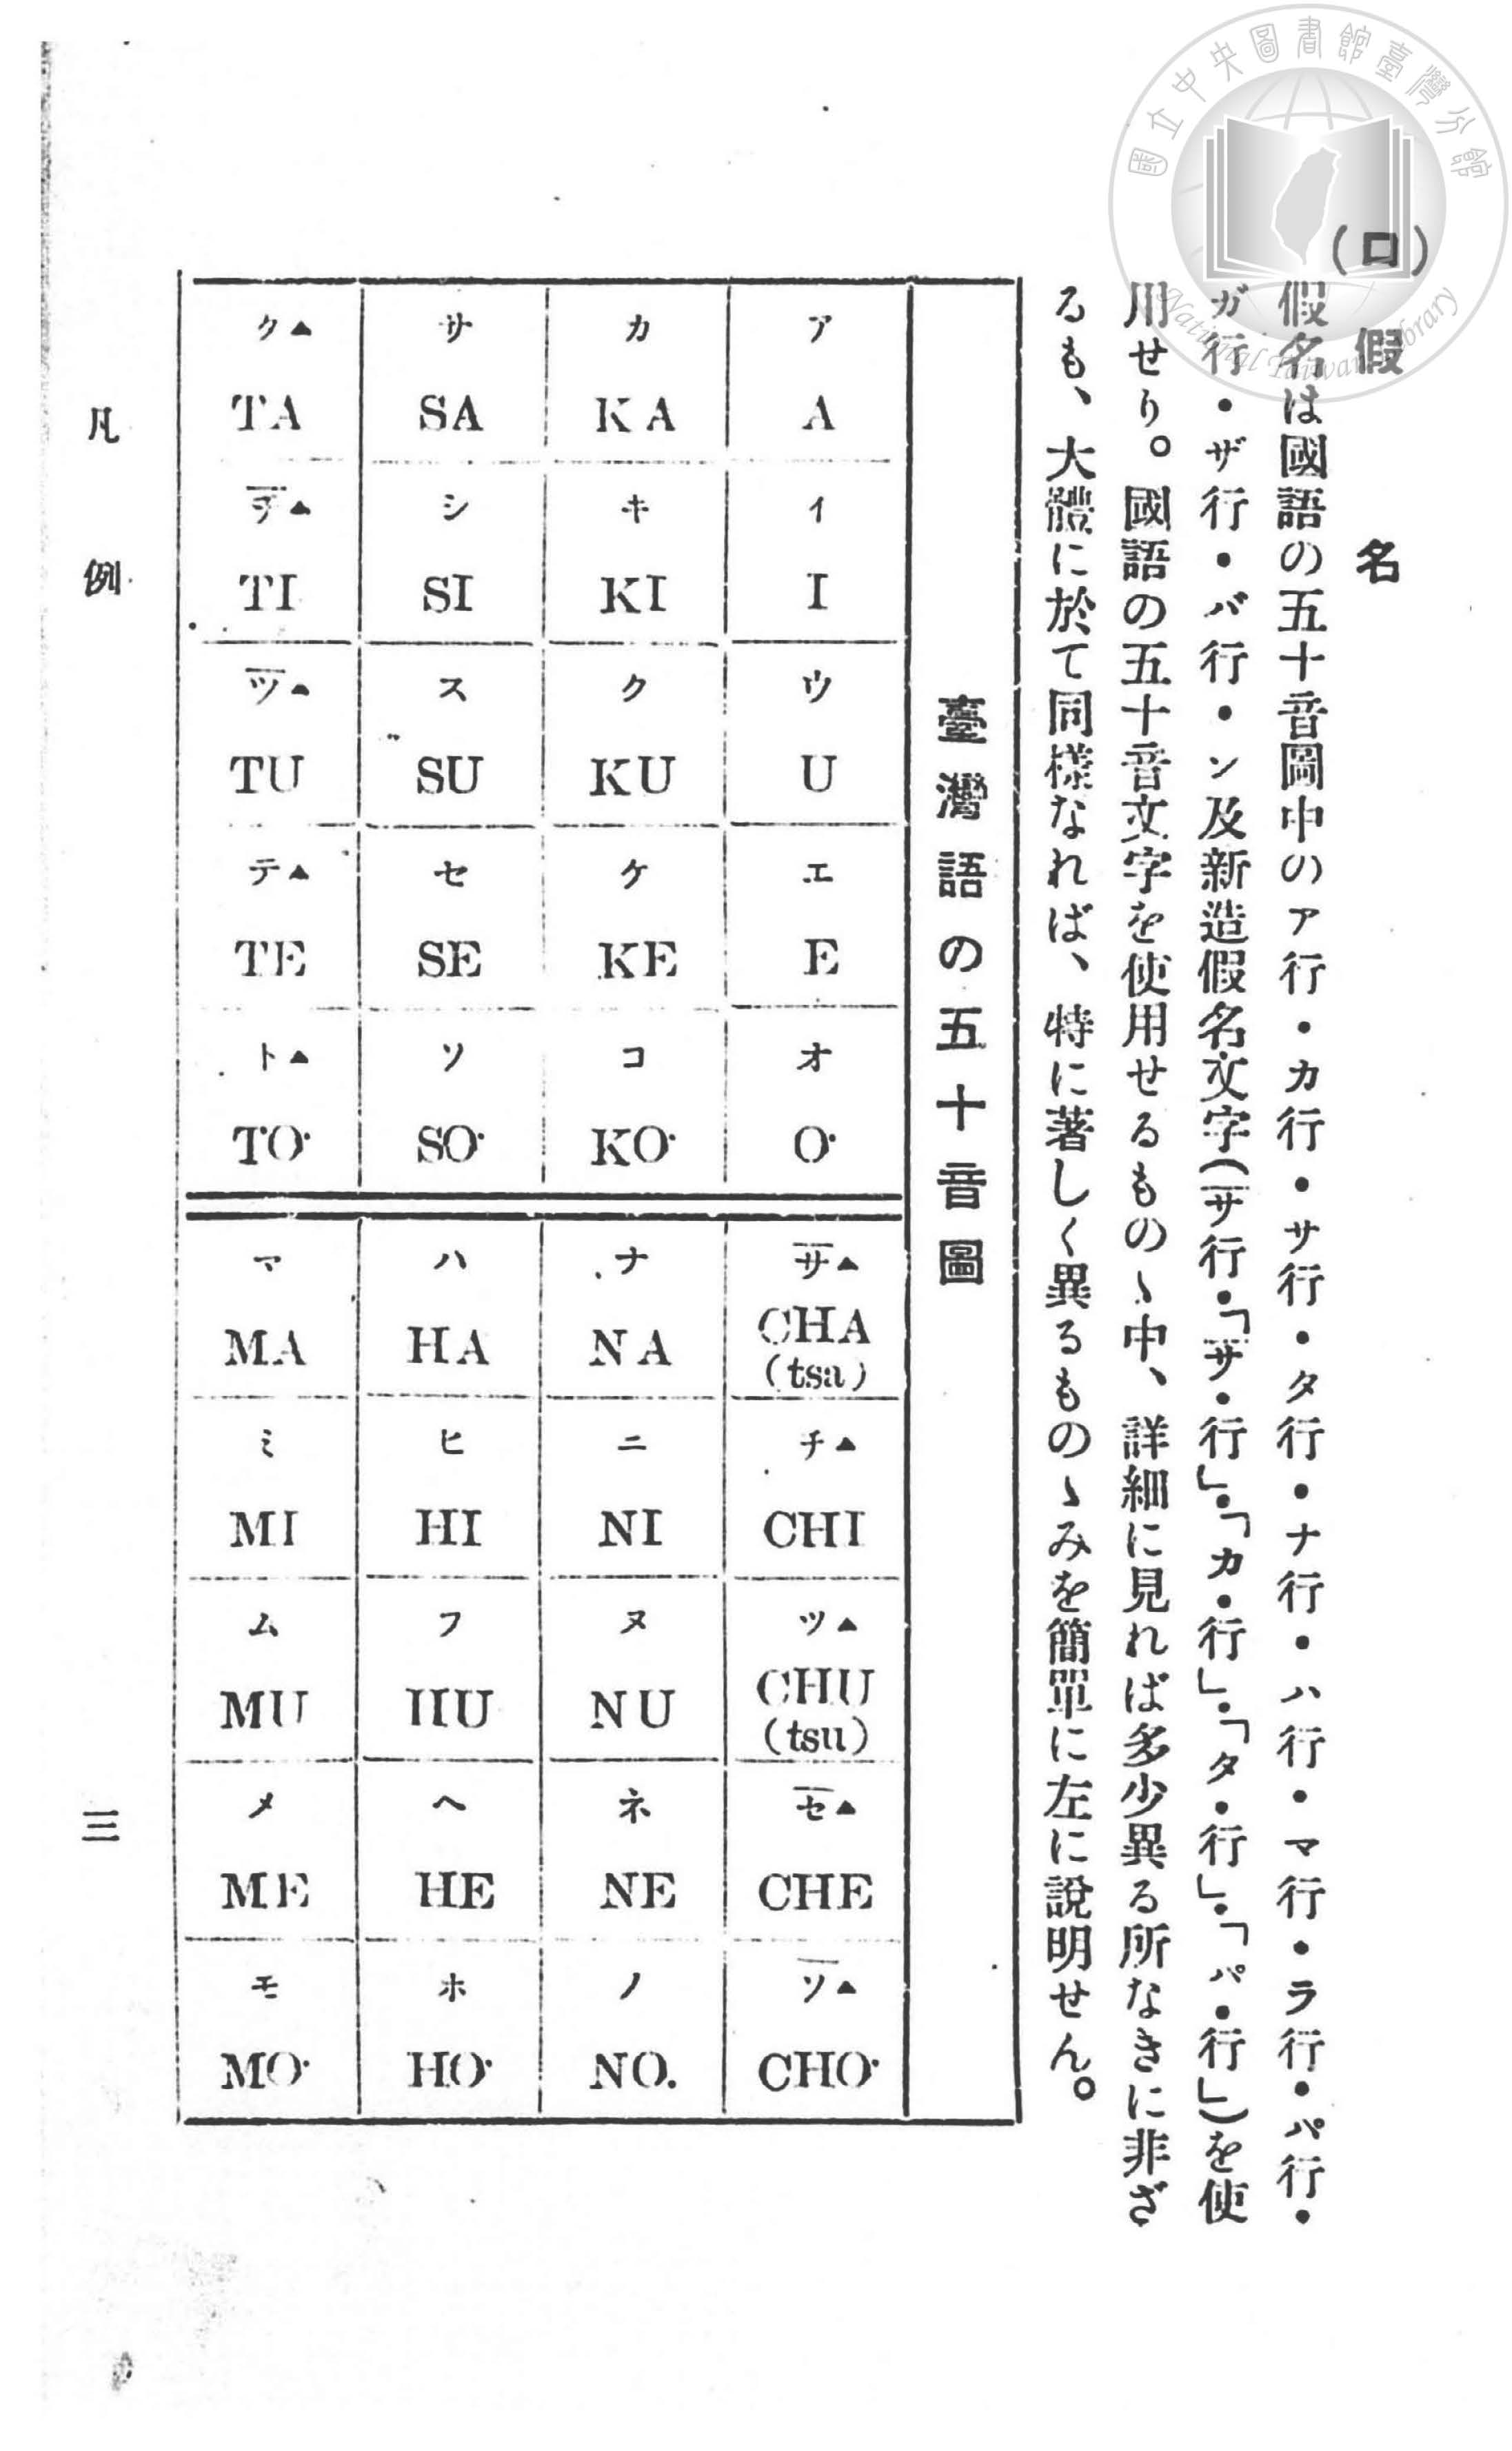 國立中央圖書館臺灣分館
National Taiwan Library
(ロ) 假名
假名は國語の五十音圖中のア行・カ行・サ行・タ行・ナ行・ハ行・マ行・ラ行・パ行・
ガ行・ザ行・バ行・ン及新造假名文字(サ̅行・「サ̅・行」・「カ・行」・「タ・行」・「パ・行」)を使
用せり。國語の五十音文字を使用せるものゝ中、詳細に見れば多少異る所なきに非ざ
るも、大體に於て同樣なれば、特に著しく異るものゝみを簡單に左に說明せん。
臺灣語の五十音圖
ア A イ I ウ U エ E オ O·
サ̅▲ CHA (tsa) チ▲ CHI ツ▲ CHU (tsu) セ̅▲ CHE ソ̅▲ CHO·
カ KA キ KI ク KU ケ KE コ KO·
ナ NA ニ NI ヌ NU ネ NE ノ NO.
サ SA シ SI ス SU セ SE ソ SO·
ハ HA ヒ HI フ HU ヘ HE ホ HO·
ク▲ TA チ̅▲ TI ツ̅▲ TU テ▲ TE ト▲ TO·
マ MA ミ MI ム MU メ ME モ MO·
凡例
三